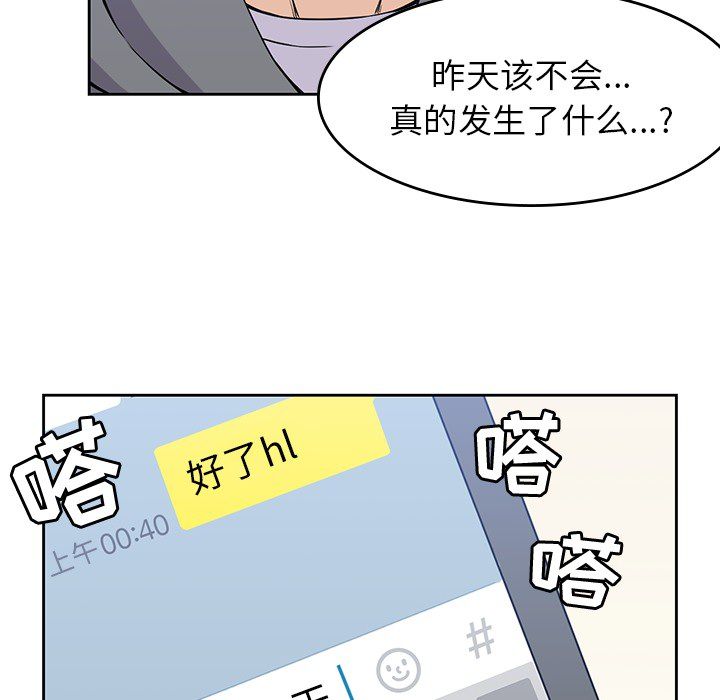 昨天该不会...
真的发生了什么...?
好了hl
上午00:40
嗒
嗒
嗒
#